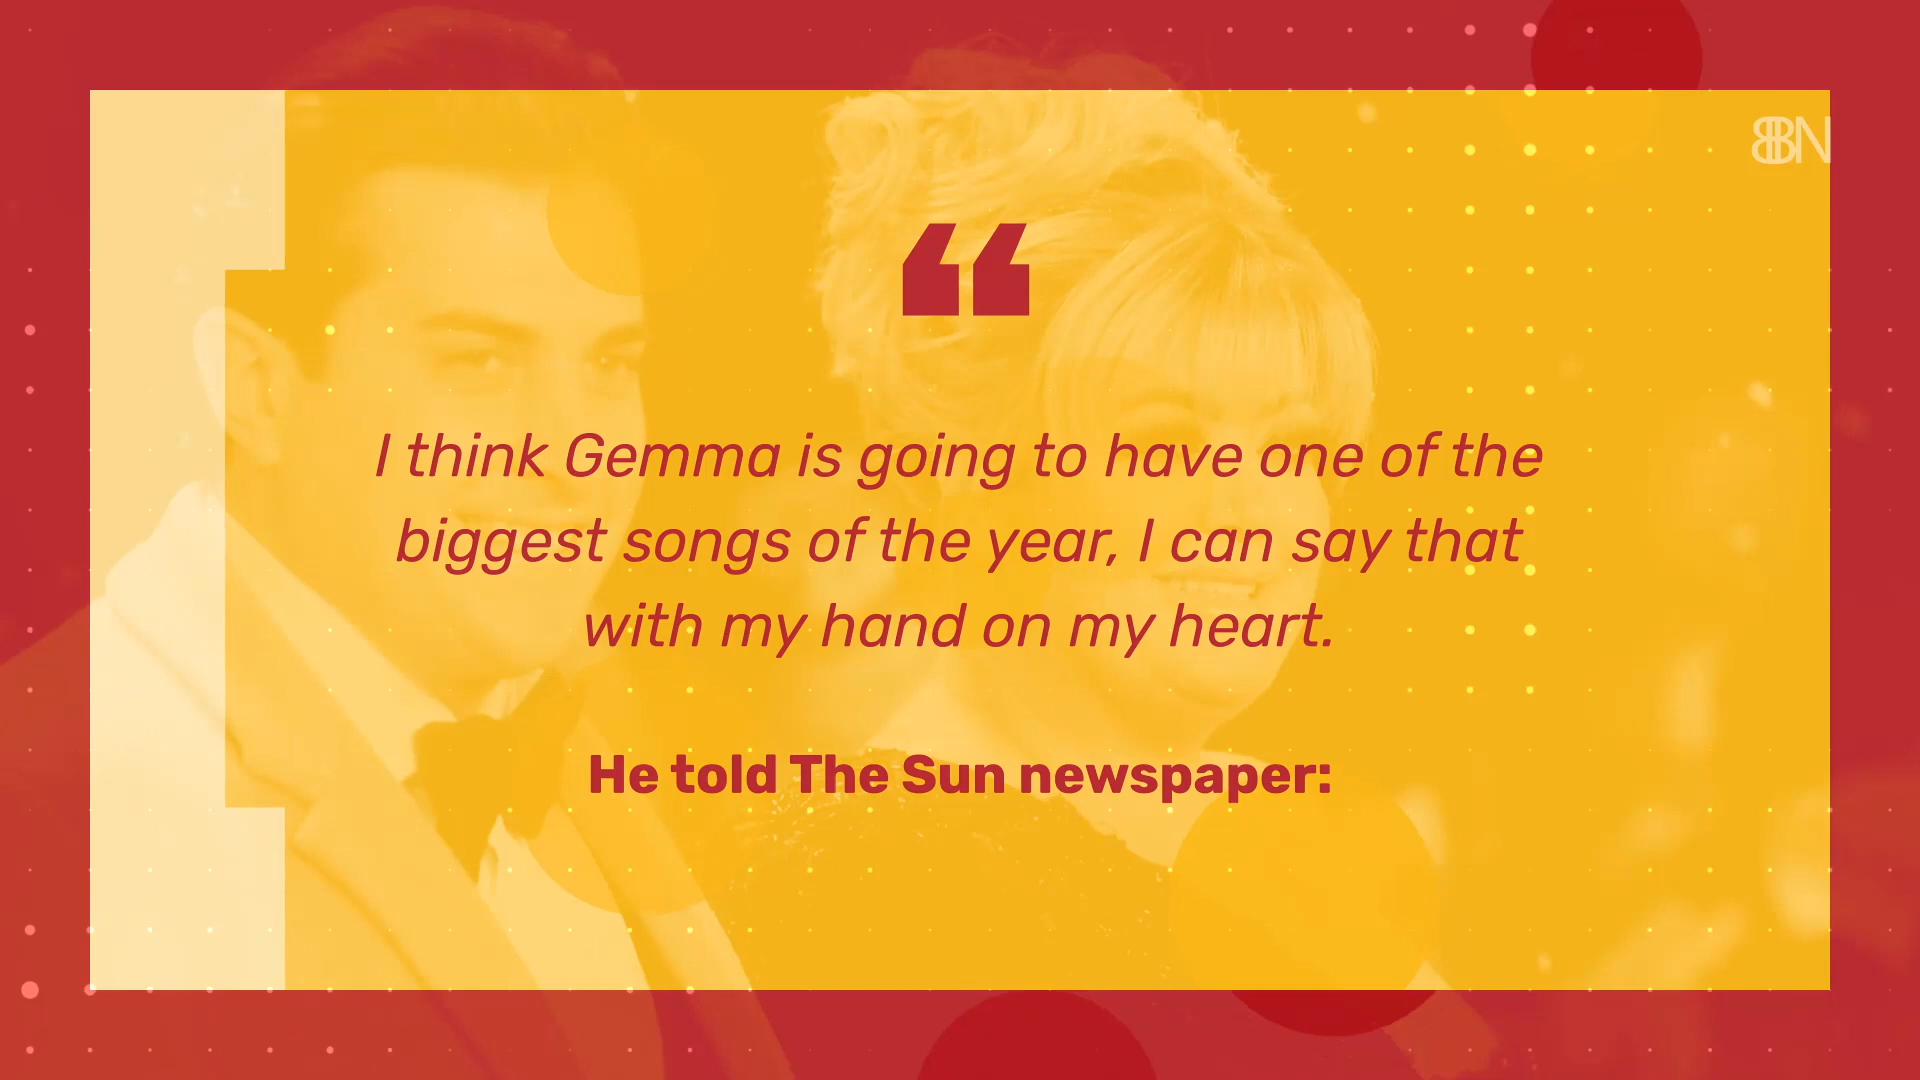 BBN
“
I think Gemma is going to have one of the
biggest songs of the year, I can say that
with my hand on my heart.
He told The Sun newspaper: